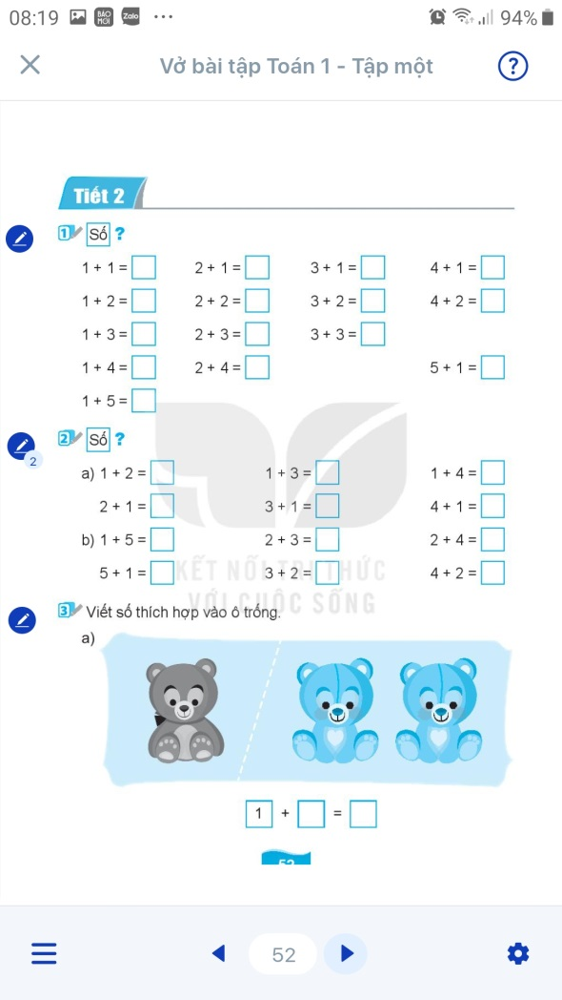 08:19 BÁO MỚI Zalo ... 94%
Vở bài tập Toán 1 - Tập một ?
Tiết 2
1 Số ?
1 + 1 = 2 + 1 = 3 + 1 = 4 + 1 =
1 + 2 = 2 + 2 = 3 + 2 = 4 + 2 =
1 + 3 = 2 + 3 = 3 + 3 =
1 + 4 = 2 + 4 = 5 + 1 =
1 + 5 =
2 Số ?
2
a) 1 + 2 = 1 + 3 = 1 + 4 =
2 + 1 = 3 + 1 = 4 + 1 =
b) 1 + 5 = 2 + 3 = 2 + 4 =
5 + 1 = 3 + 2 = 4 + 2 =
KẾT NỐI TRI THỨC
VỚI CUỘC SỐNG
3 Viết số thích hợp vào ô trống.
a)
1 + =
52
52